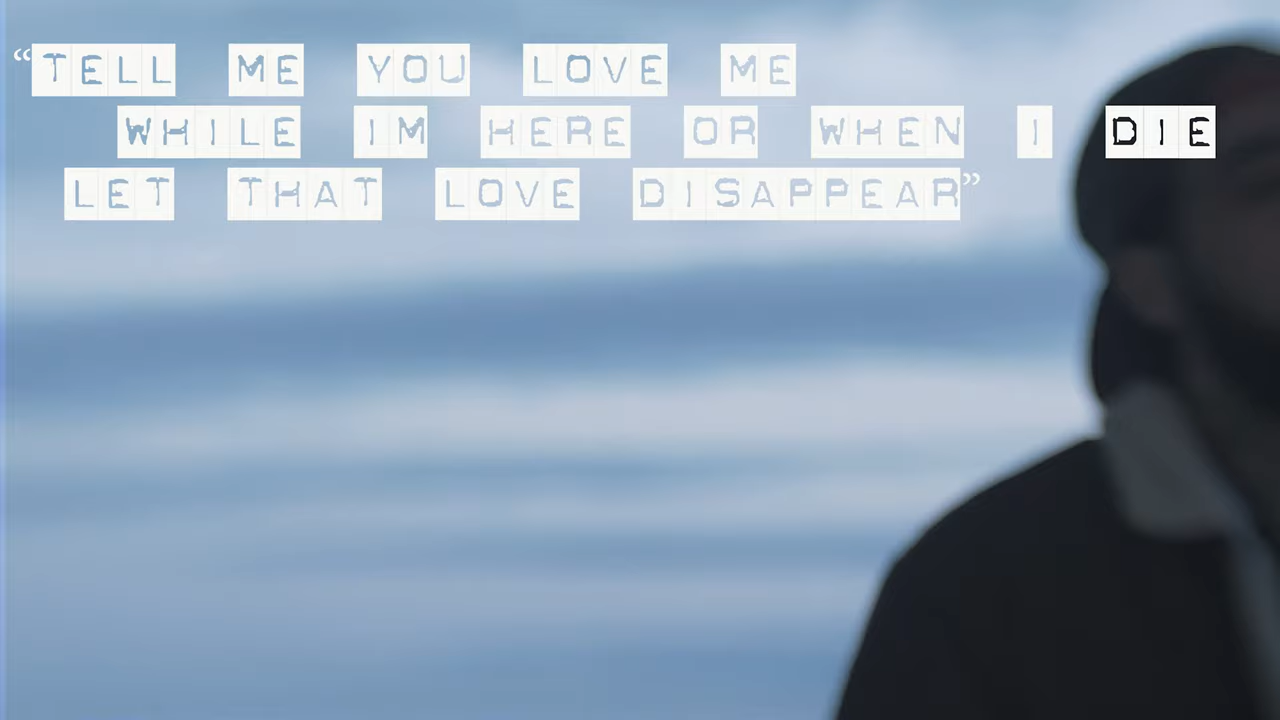 “TELL ME YOU LOVE ME
WHILE IM HERE OR WHEN I DIE
LET THAT LOVE DISAPPEAR”